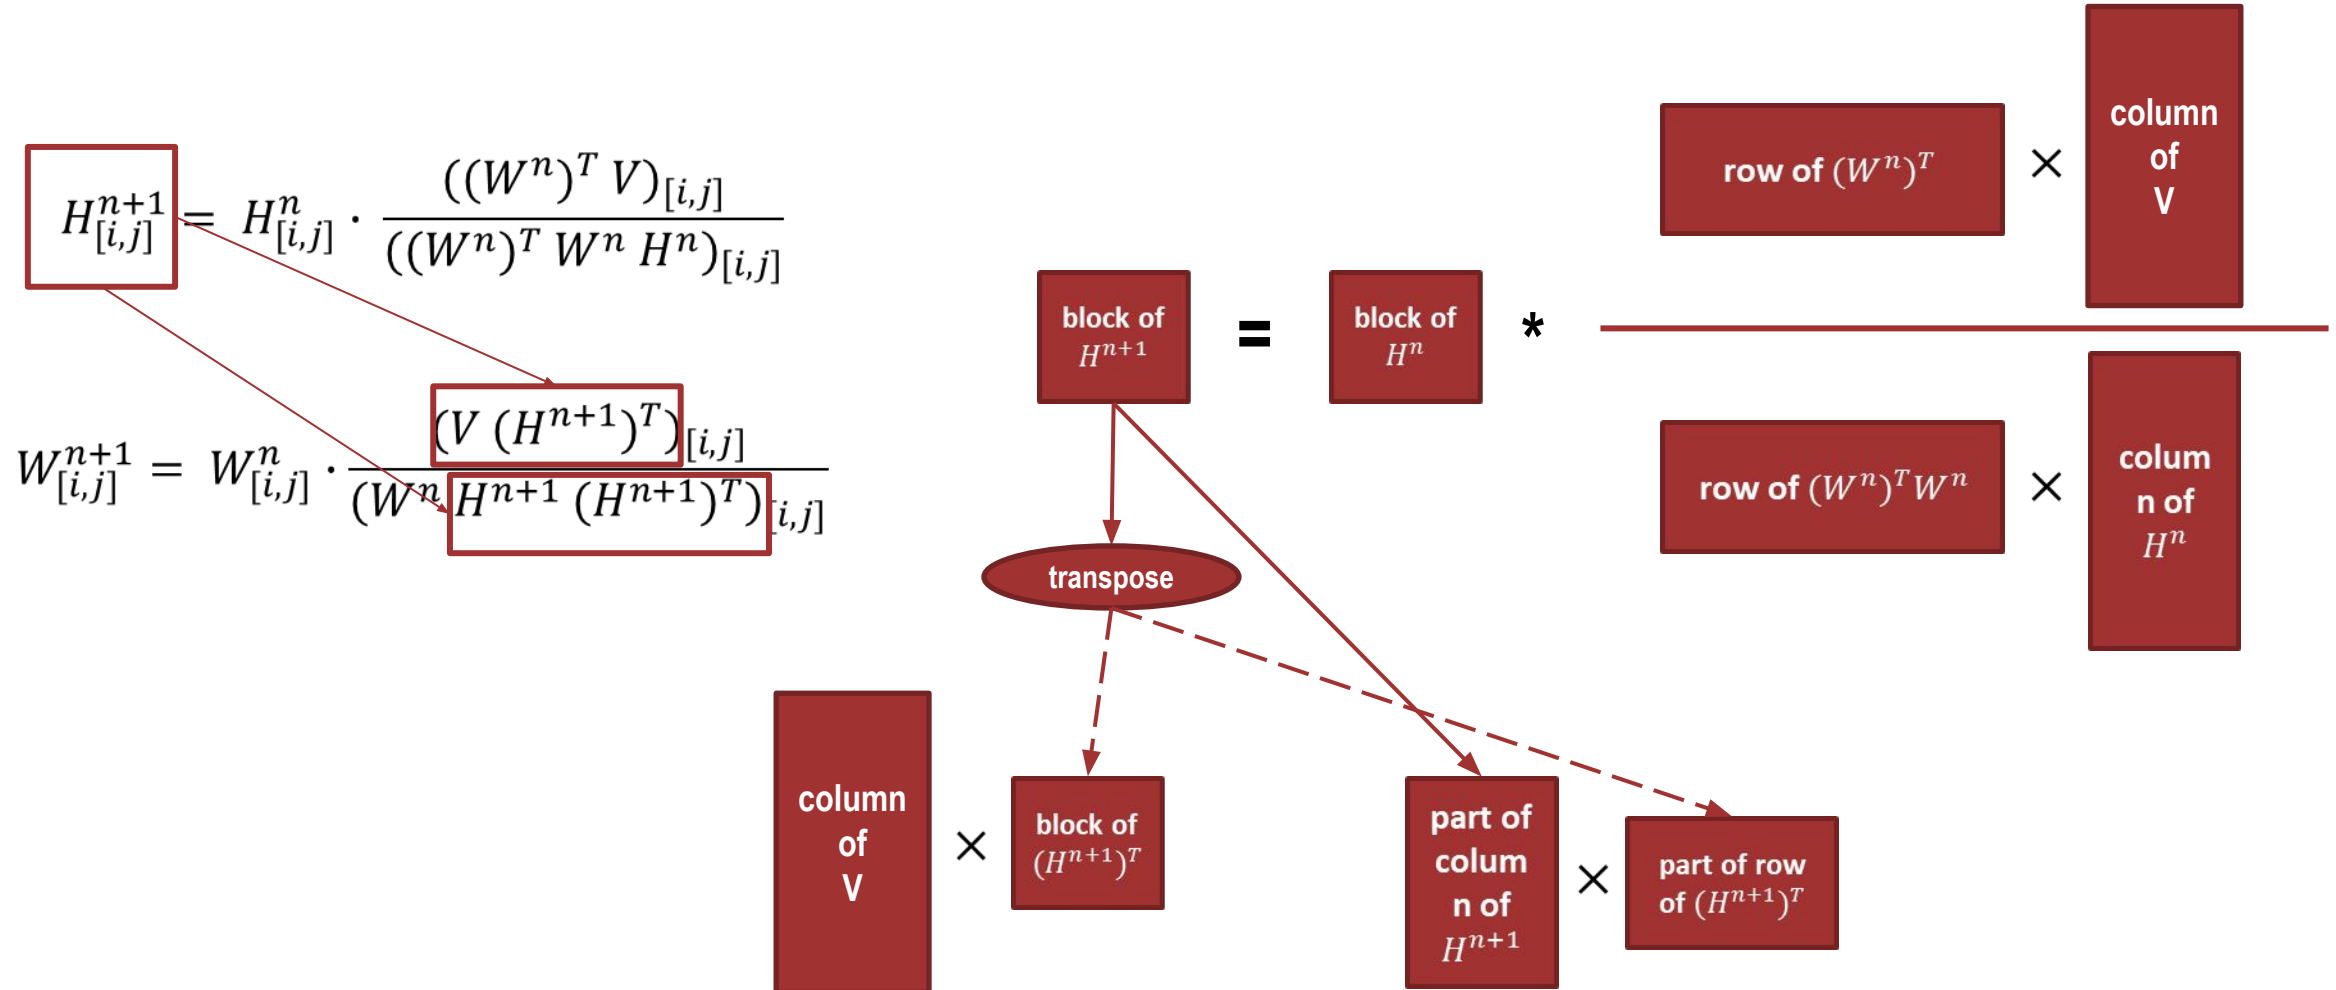 H^{n+1}_{[i,j]} = H^n_{[i,j]} · ((W^n)^T V)_{[i,j]} / ((W^n)^T W^n H^n)_{[i,j]}
W^{n+1}_{[i,j]} = W^n_{[i,j]} · (V (H^{n+1})^T)_{[i,j]} / (W^n H^{n+1} (H^{n+1})^T)_{[i,j]}
block of
H^{n+1}
=
block of
H^n
*
row of (W^n)^T
×
column
of
V
row of (W^n)^T W^n
×
colum
n of
H^n
transpose
column
of
V
×
block of
(H^{n+1})^T
part of
colum
n of
H^{n+1}
×
part of row
of (H^{n+1})^T